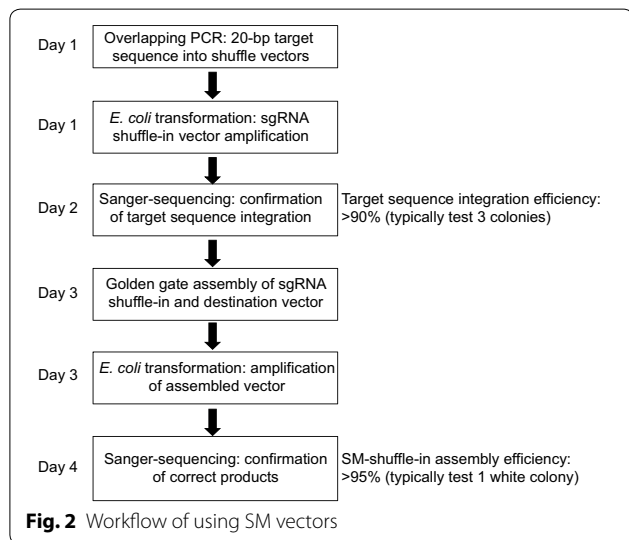 Day 1
Overlapping PCR: 20-bp target
sequence into shuffle vectors
Day 1
E. coli transformation: sgRNA
shuffle-in vector amplification
Day 2
Sanger-sequencing: confirmation
of target sequence integration
Target sequence integration efficiency:
>90% (typically test 3 colonies)
Day 3
Golden gate assembly of sgRNA
shuffle-in and destination vector
Day 3
E. coli transformation: amplification
of assembled vector
Day 4
Sanger-sequencing: confirmation
of correct products
SM-shuffle-in assembly efficiency:
>95% (typically test 1 white colony)
Fig. 2 Workflow of using SM vectors